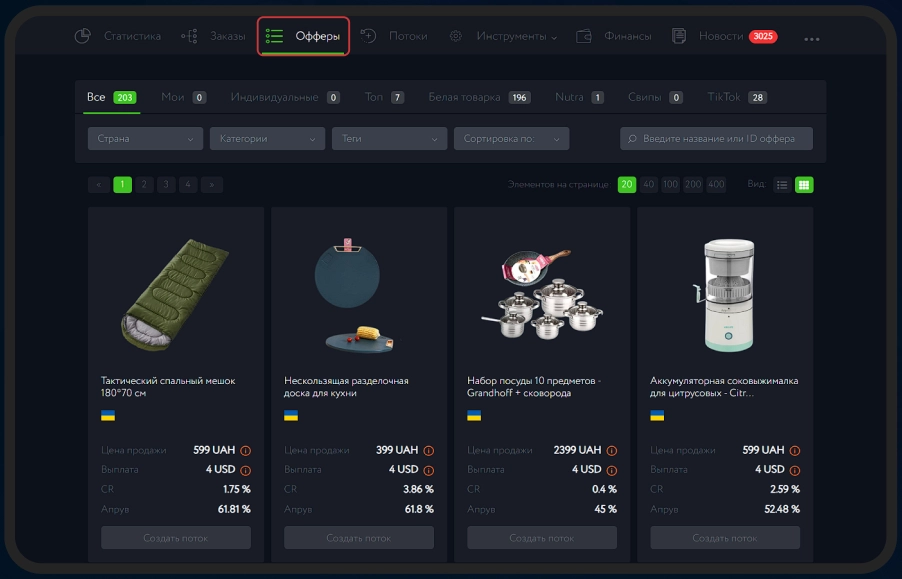 Статистика Заказы Офферы Потоки Инструменты Финансы Новости 3025
Все 203 Мои 0 Индивидуальные 0 Топ 7 Белая товарка 196 Nutra 1 Свипы 0 TikTok 28
Страна Категории Теги Сортировка по: Введите название или ID оффера
< 1 2 3 4 > Элементов на странице: 20 40 100 200 400 Вид:
Тактический спальный мешок
180*70 см
Цена продажи 599 UAH
Выплата 4 USD
CR 1.75 %
Апрув 61.81 %
Создать поток
Нескользящая разделочная
доска для кухни
Цена продажи 399 UAH
Выплата 4 USD
CR 3.86 %
Апрув 61.8 %
Создать поток
Набор посуды 10 предметов -
Grandhoff + сковорода
Цена продажи 2399 UAH
Выплата 4 USD
CR 0.4 %
Апрув 45 %
Создать поток
Аккумуляторная соковыжималка
для цитрусовых - Citr...
Цена продажи 599 UAH
Выплата 4 USD
CR 2.59 %
Апрув 52.48 %
Создать поток